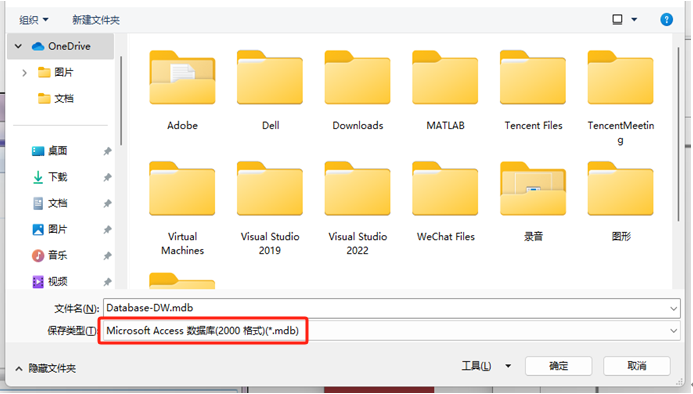 组织
新建文件夹
OneDrive
图片
文档
桌面
下载
文档
图片
音乐
视频
Adobe
Dell
Downloads
MATLAB
Tencent Files
TencentMeetin
g
Virtual
Machines
Visual Studio
2019
Visual Studio
2022
WeChat Files
录音
图形
文件名(N):
Database-DW.mdb
保存类型(T)
Microsoft Access 数据库(2000 格式)(*.mdb)
隐藏文件夹
工具(L)
确定
取消